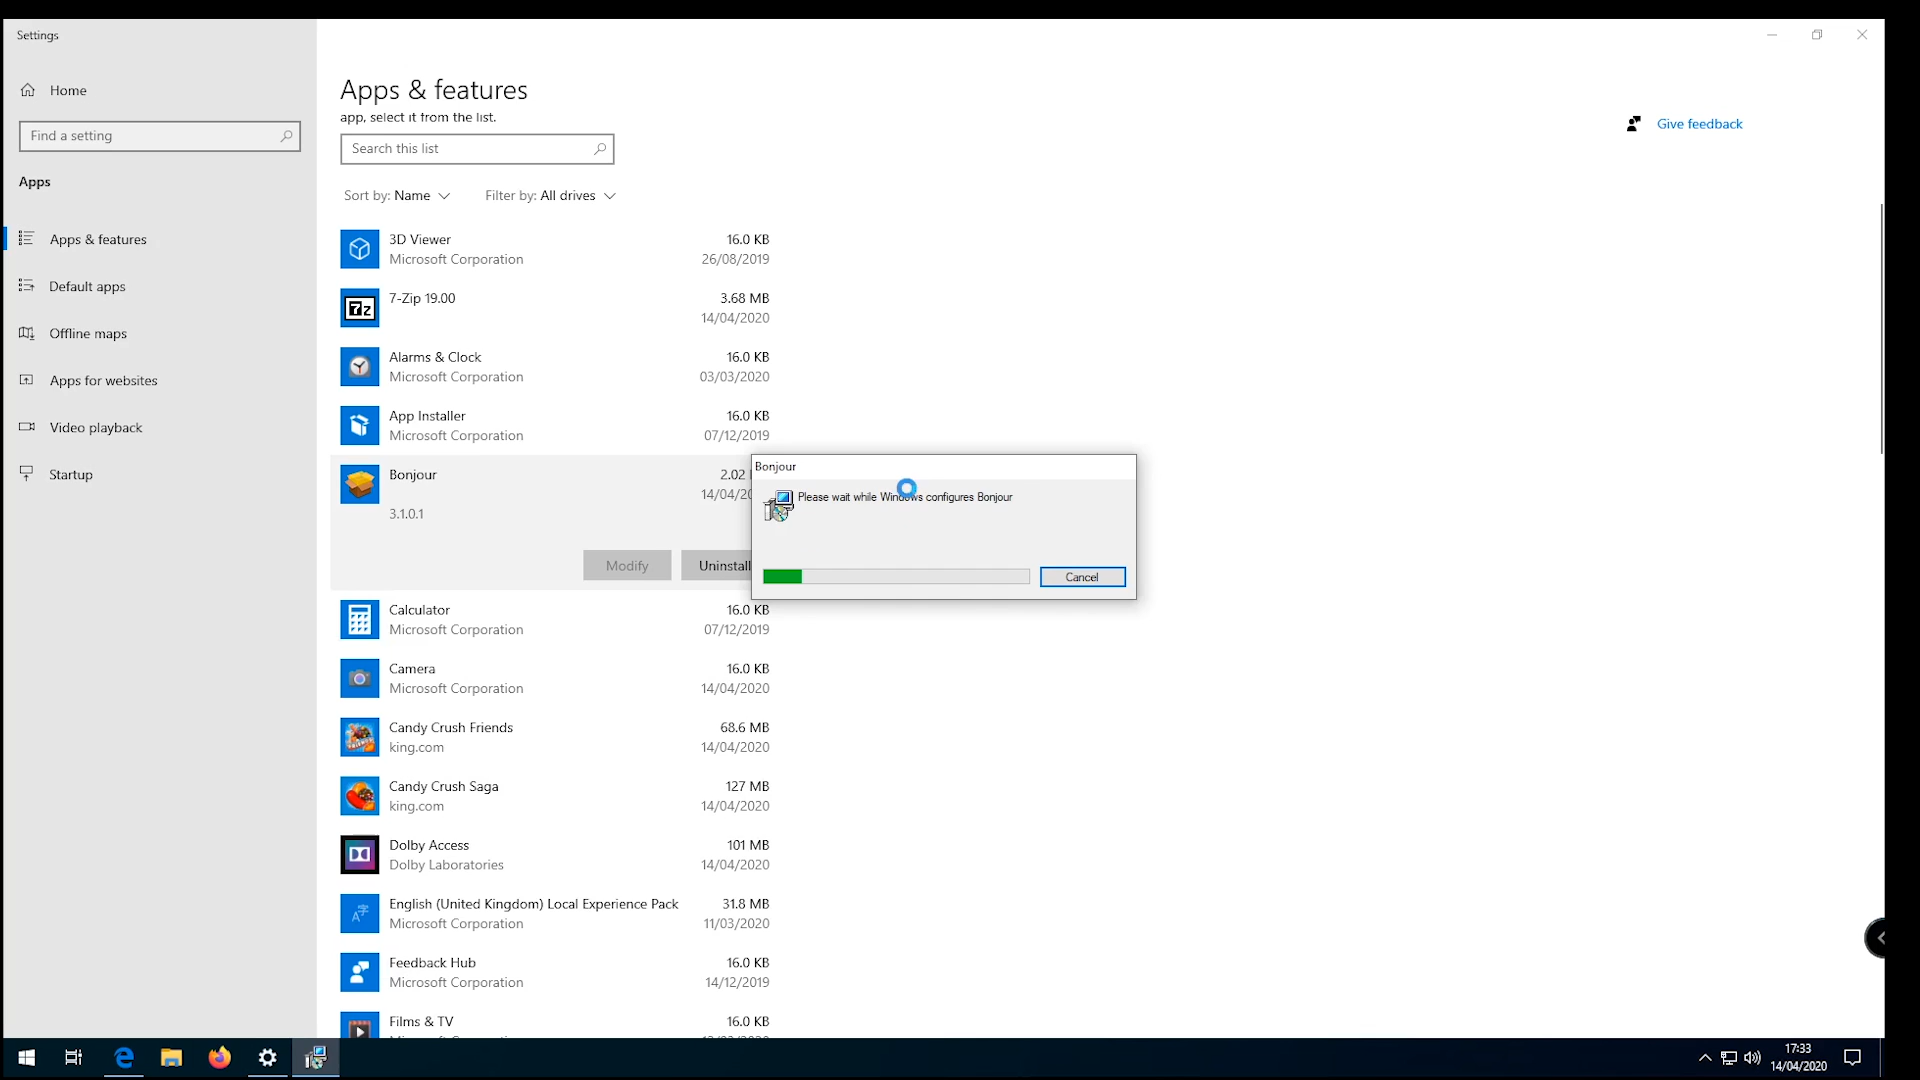 Settings
Home
Find a setting
Apps
Apps & features
Default apps
Offline maps
Apps for websites
Video playback
Startup
Apps & features
app, select it from the list.
Search this list
Sort by: Name
Filter by: All drives
Give feedback
3D Viewer 16.0 KB
Microsoft Corporation 26/08/2019
7-Zip 19.00 3.68 MB
7z 14/04/2020
Alarms & Clock 16.0 KB
Microsoft Corporation 03/03/2020
App Installer 16.0 KB
Microsoft Corporation 07/12/2019
Bonjour 2.02
14/04/20
3.1.0.1
Modify Uninstall
Bonjour
Please wait while Windows configures Bonjour
Cancel
Calculator 16.0 KB
Microsoft Corporation 07/12/2019
Camera 16.0 KB
Microsoft Corporation 14/04/2020
Candy Crush Friends 68.6 MB
king.com 14/04/2020
Candy Crush Saga 127 MB
king.com 14/04/2020
Dolby Access 101 MB
Dolby Laboratories 14/04/2020
English (United Kingdom) Local Experience Pack 31.8 MB
Microsoft Corporation 11/03/2020
Feedback Hub 16.0 KB
Microsoft Corporation 14/12/2019
Films & TV 16.0 KB
17:33
14/04/2020